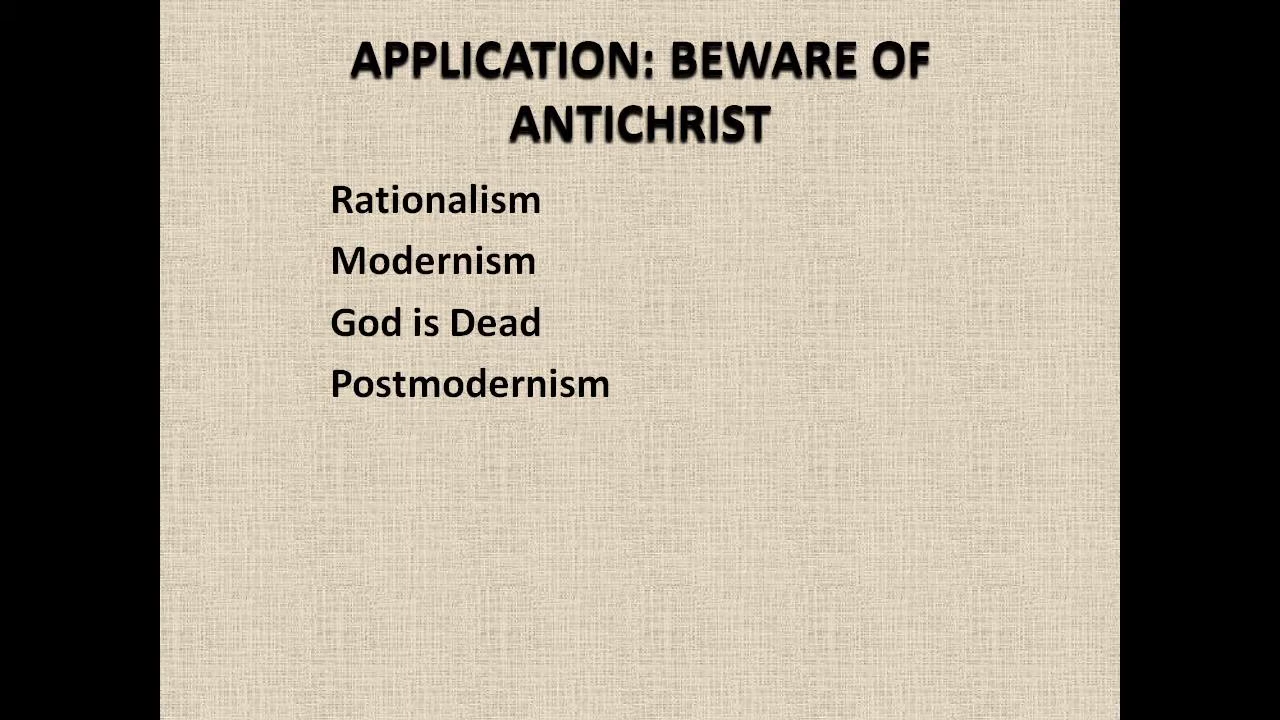 APPLICATION: BEWARE OF
ANTICHRIST
Rationalism
Modernism
God is Dead
Postmodernism